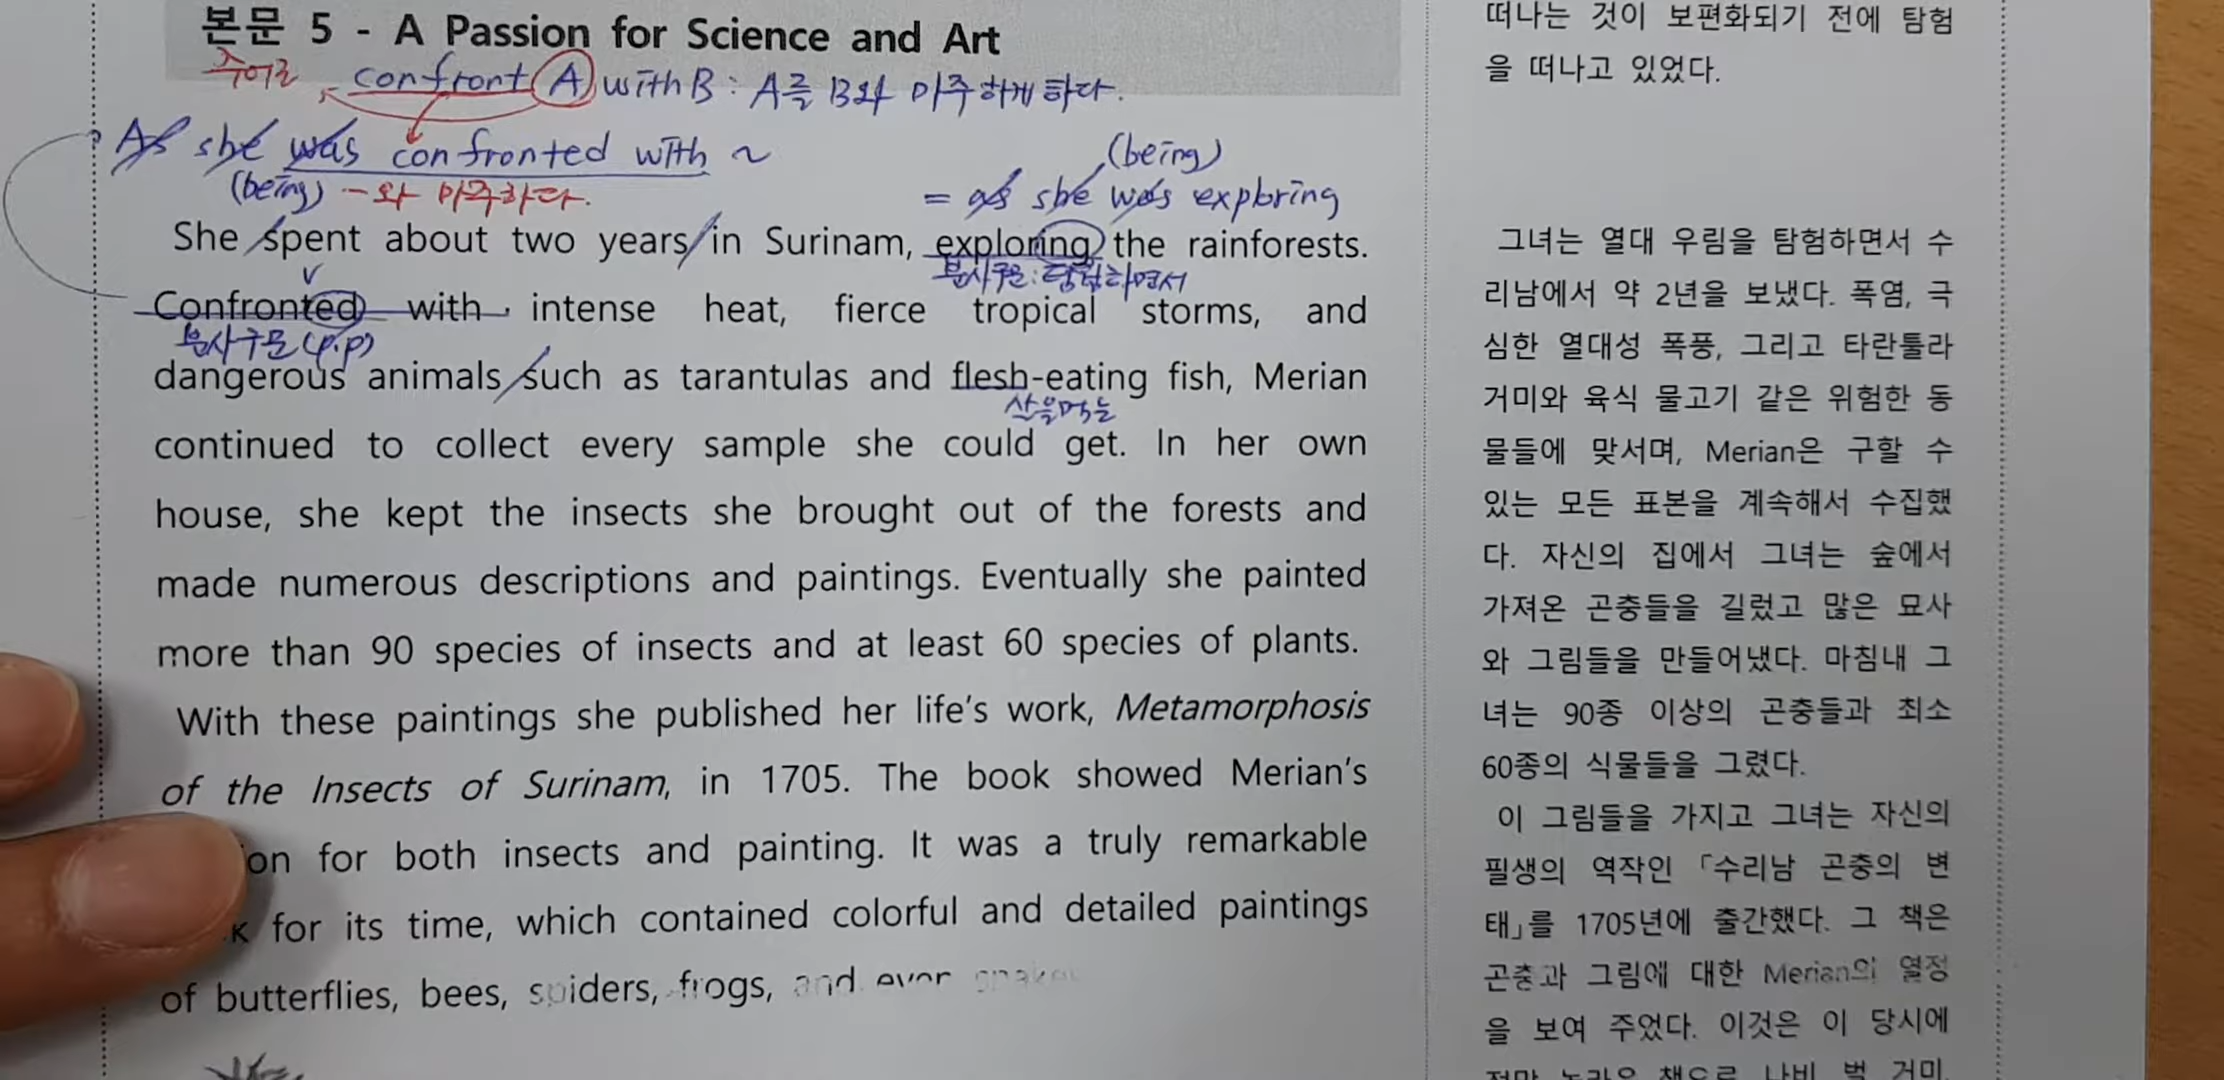 본문 5 - A Passion for Science and Art
주어로 confront A with B : A를 B와 마주하게 하다.
As she was confronted with ~
(being) ~와 마주하다.
(being)
= as she was exploring
She spent about two years in Surinam, exploring the rainforests.
분사구문 : 탐험하면서
Confronted with intense heat, fierce tropical storms, and
분사구문 (p.p)
dangerous animals such as tarantulas and flesh-eating fish, Merian
살을 먹는
continued to collect every sample she could get. In her own
house, she kept the insects she brought out of the forests and
made numerous descriptions and paintings. Eventually she painted
more than 90 species of insects and at least 60 species of plants.
With these paintings she published her life's work, Metamorphosis
of the Insects of Surinam, in 1705. The book showed Merian's
for both insects and painting. It was a truly remarkable
for its time, which contained colorful and detailed paintings
of butterflies, bees, spiders, frogs, and even snakes
떠나는 것이 보편화되기 전에 탐험
을 떠나고 있었다.
그녀는 열대 우림을 탐험하면서 수
리남에서 약 2년을 보냈다. 폭염, 극
심한 열대성 폭풍, 그리고 타란툴라
거미와 육식 물고기 같은 위험한 동
물들에 맞서며, Merian은 구할 수
있는 모든 표본을 계속해서 수집했
다. 자신의 집에서 그녀는 숲에서
가져온 곤충들을 길렀고 많은 묘사
와 그림들을 만들어냈다. 마침내 그
녀는 90종 이상의 곤충들과 최소
60종의 식물들을 그렸다.
이 그림들을 가지고 그녀는 자신의
필생의 역작인 「수리남 곤충의 변
태」를 1705년에 출간했다. 그 책은
곤충과 그림에 대한 Merian의 열정
을 보여 주었다. 이것은 이 당시에
정말 놀라운 책으로 나비, 벌, 거미,